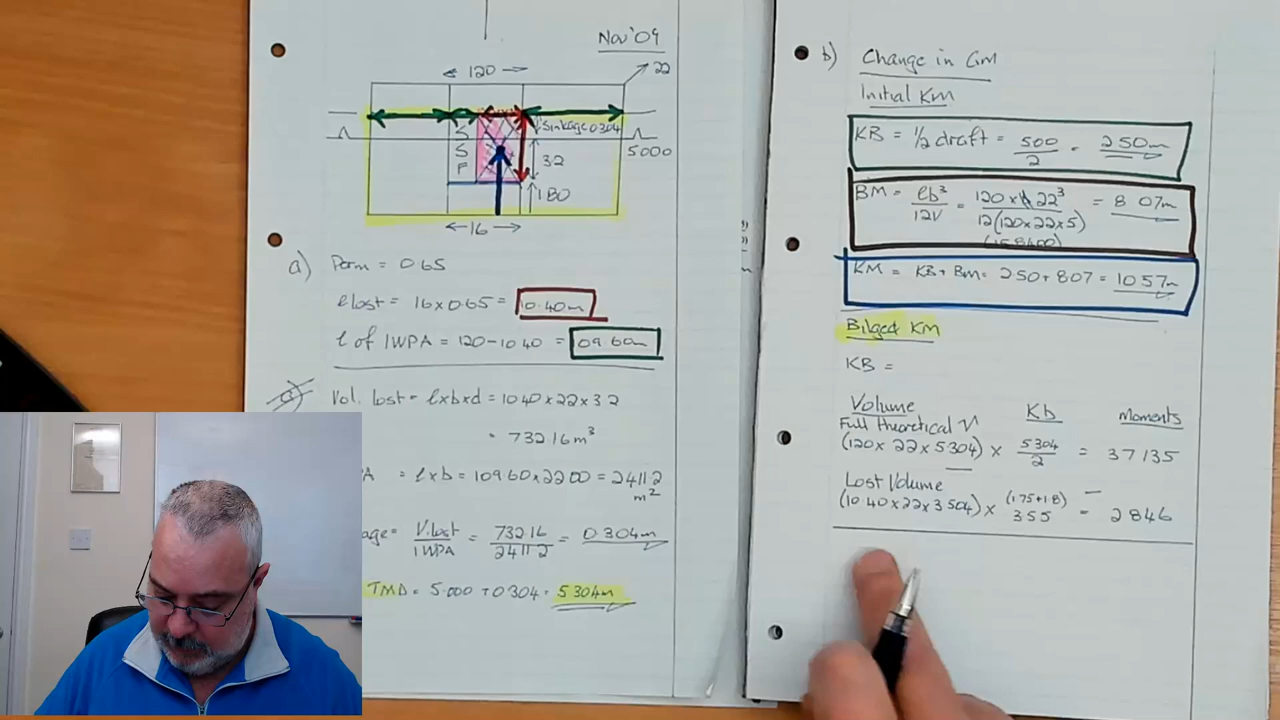 Nov'09
120
22
Sinkage 0.304
S
S
F
32
5000
1.80
16
a) Perm = 0.65
l lost = 16 x 0.65 = 10.40m
l of IWPA = 120 - 10.40 = 109.60m
Vol. lost = l x b x d = 10.40 x 22 x 3.2
= 732.16m³
PA = l x b = 109.60 x 22.00 = 2411.2
m²
age = V.lost / IWPA = 732.16 / 2411.2 = 0.304m
TMD = 5.000 + 0.304 = 5.304m
b) Change in GM
Initial KM
KB = 1/2 draft = 5.00 / 2 = 2.50m
BM = lb³ / 12V = 120 x 22³ / 12(120 x 22 x 5) = 8.07m
(158400)
KM = KB + BM = 2.50 + 8.07 = 10.57m
Bilged KM
KB =
Volume Kb Moments
Full theoretical V
(120 x 22 x 5.304) x 5.304 / 2 = 37135
Lost Volume
(10.40 x 22 x 3.504) x (1.75+1.8) 3.55 = 2846